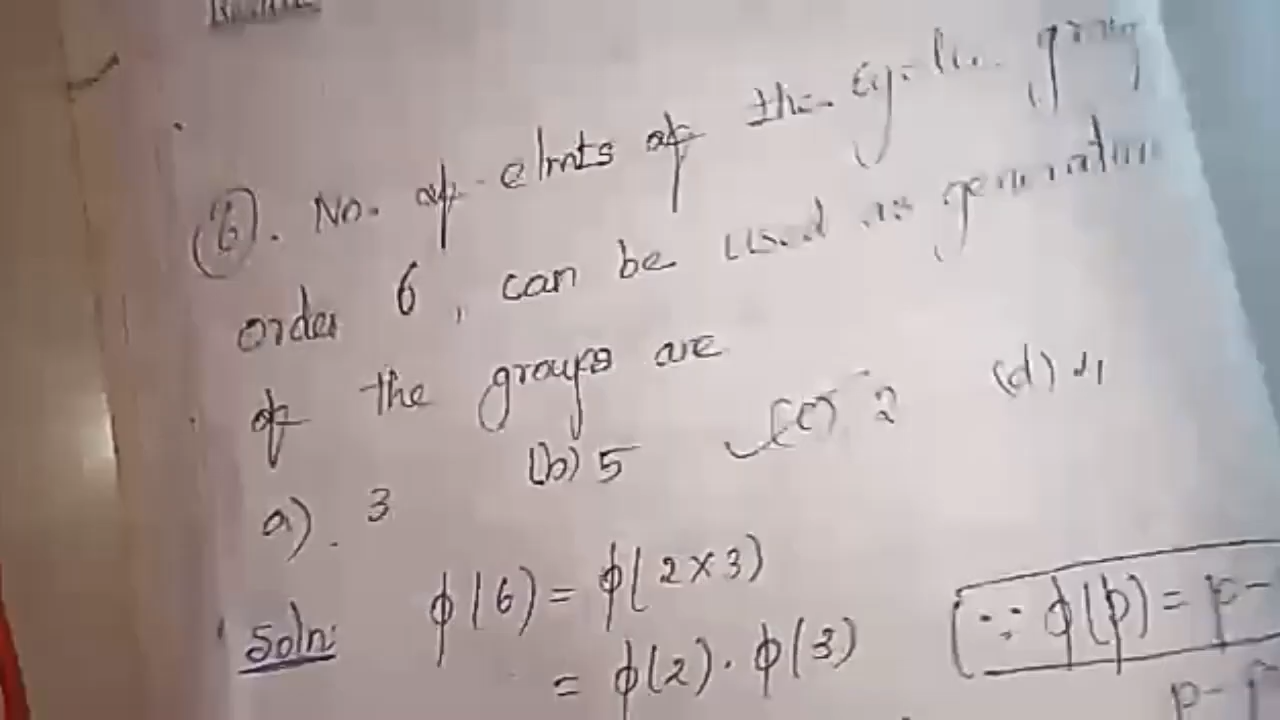 (6). No. of elmts of the cyclic group
order 6, can be used as generators
of the groups are
a). 3 (b) 5 (c) 2 (d) 4
Soln: φ(6) = φ(2×3)
= φ(2). φ(3) ∵ φ(p) = p-